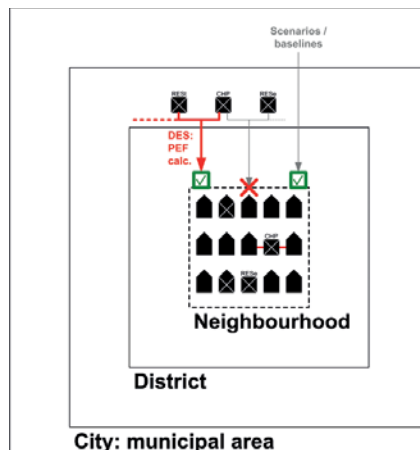 Scenarios /
baselines
RESt
CHP
RESe
DES:
PEF
calc.
CHP
RESe
Neighbourhood
District
City: municipal area